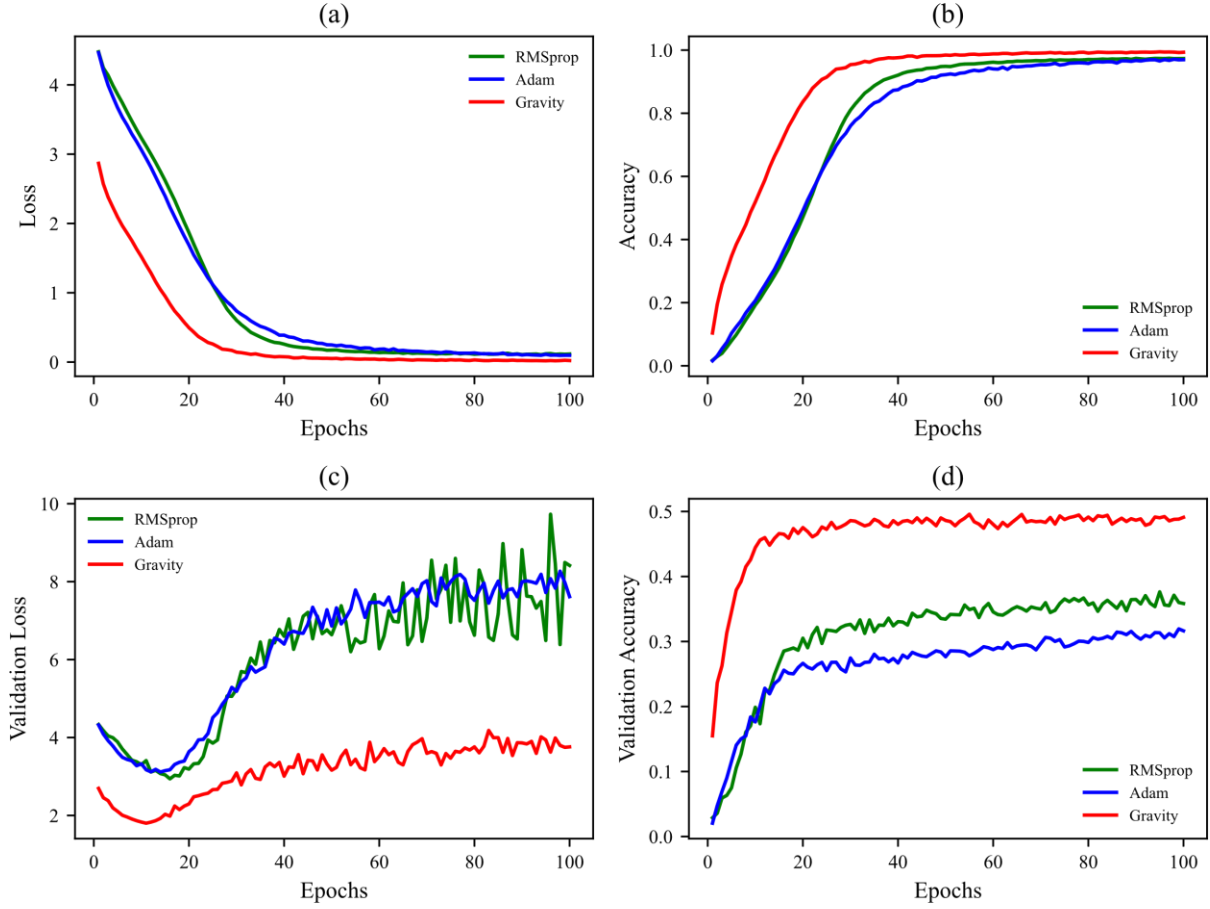 (a)
4
3
2
1
0
Loss
0 20 40 60 80 100
Epochs
RMSprop
Adam
Gravity
(b)
1.0
0.8
0.6
0.4
0.2
0.0
Accuracy
0 20 40 60 80 100
Epochs
RMSprop
Adam
Gravity
(c)
10
8
6
4
2
Validation Loss
0 20 40 60 80 100
Epochs
RMSprop
Adam
Gravity
(d)
0.5
0.4
0.3
0.2
0.1
0.0
Validation Accuracy
0 20 40 60 80 100
Epochs
RMSprop
Adam
Gravity